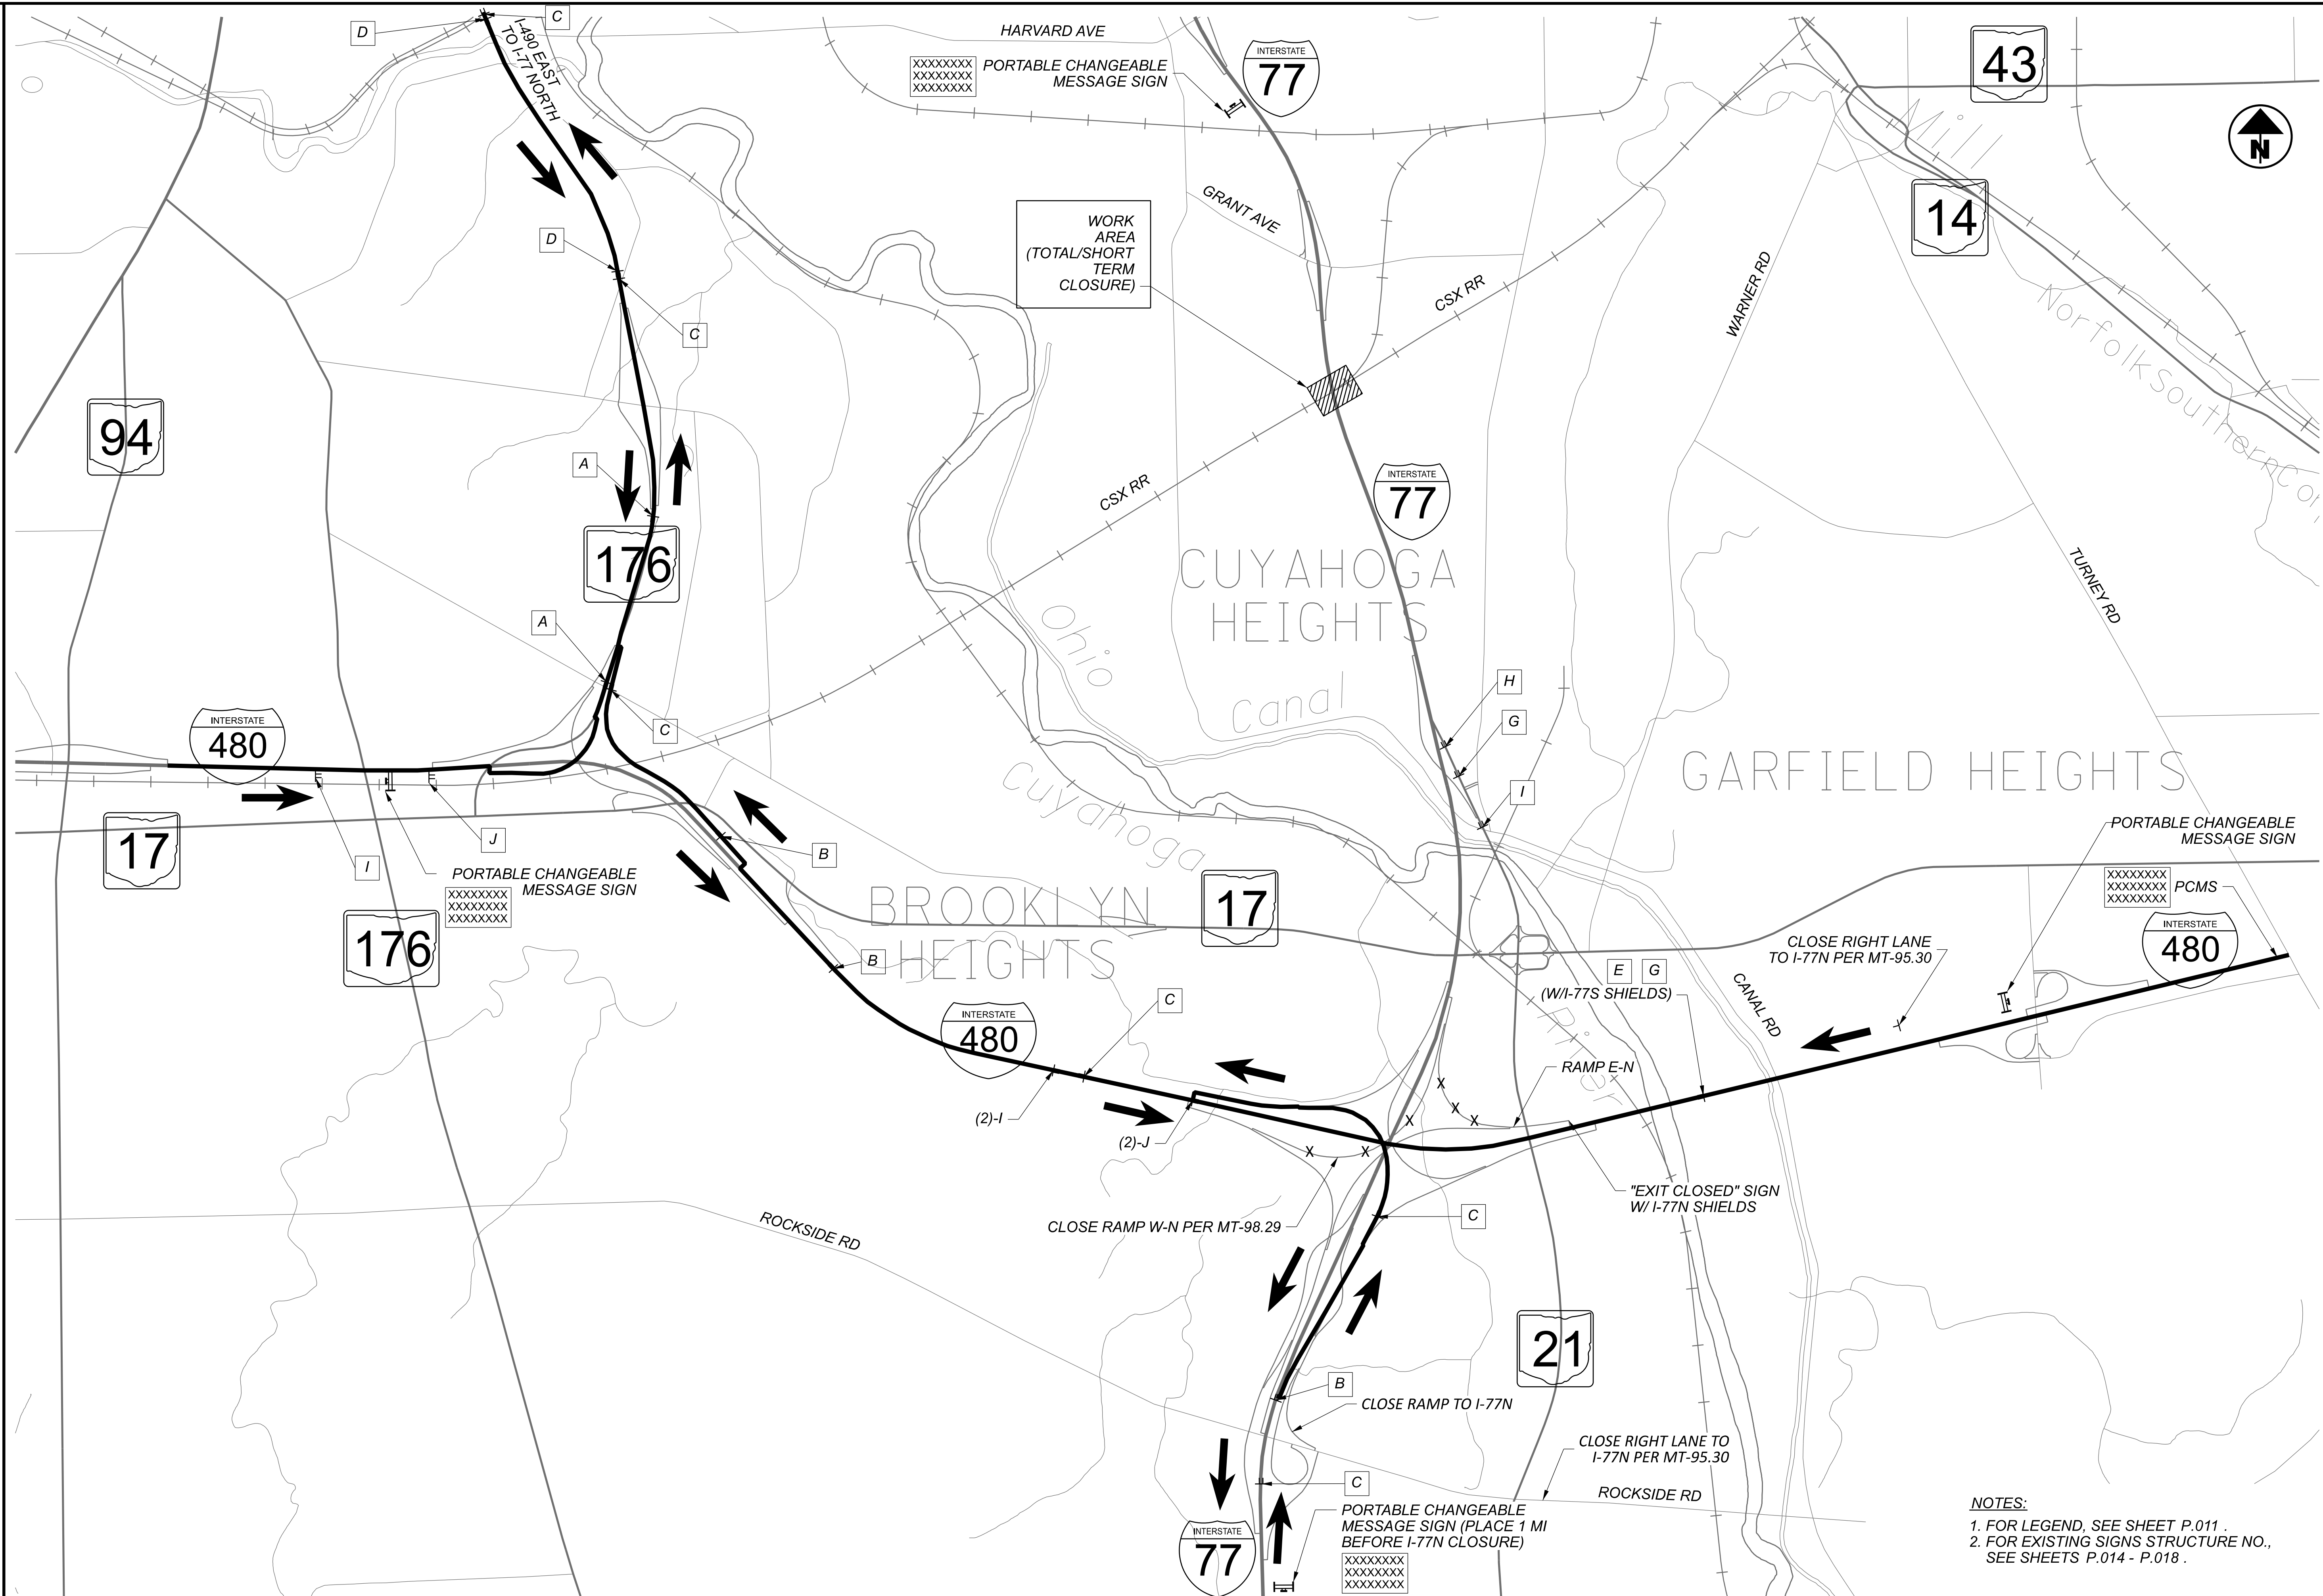 C
D
I-490 EAST
TO I-77 NORTH
HARVARD AVE
XXXXXXXX
XXXXXXXX
XXXXXXXX
PORTABLE CHANGEABLE
MESSAGE SIGN
INTERSTATE
77
43
N
14
Mill
GRANT AVE
WORK
AREA
(TOTAL/SHORT
TERM
CLOSURE)
D
C
CSX RR
WARNER RD
NorfolkSoutherncor
94
A
CSX RR
INTERSTATE
77
176
CUYAHOGA
HEIGHTS
TURNEY RD
A
Ohio
Canal
C
H
G
I
INTERSTATE
480
GARFIELD HEIGHTS
Cuyahoga
17
J
I
PORTABLE CHANGEABLE
MESSAGE SIGN
XXXXXXXX
XXXXXXXX
XXXXXXXX
B
PORTABLE CHANGEABLE
MESSAGE SIGN
XXXXXXXX
XXXXXXXX
XXXXXXXX
PCMS
176
BROOKLYN
HEIGHTS
17
B
INTERSTATE
480
CLOSE RIGHT LANE
TO I-77N PER MT-95.30
E
G
(W/I-77S SHIELDS)
CANAL RD
River
C
INTERSTATE
480
RAMP E-N
(2)-I
(2)-J
X
X
X
X
X
X
"EXIT CLOSED" SIGN
W/ I-77N SHIELDS
CLOSE RAMP W-N PER MT-98.29
C
ROCKSIDE RD
21
B
CLOSE RAMP TO I-77N
CLOSE RIGHT LANE TO
I-77N PER MT-95.30
C
ROCKSIDE RD
PORTABLE CHANGEABLE
MESSAGE SIGN (PLACE 1 MI
BEFORE I-77N CLOSURE)
XXXXXXXX
XXXXXXXX
XXXXXXXX
INTERSTATE
77
NOTES:
1. FOR LEGEND, SEE SHEET P.011 .
2. FOR EXISTING SIGNS STRUCTURE NO.,
SEE SHEETS P.014 - P.018 .